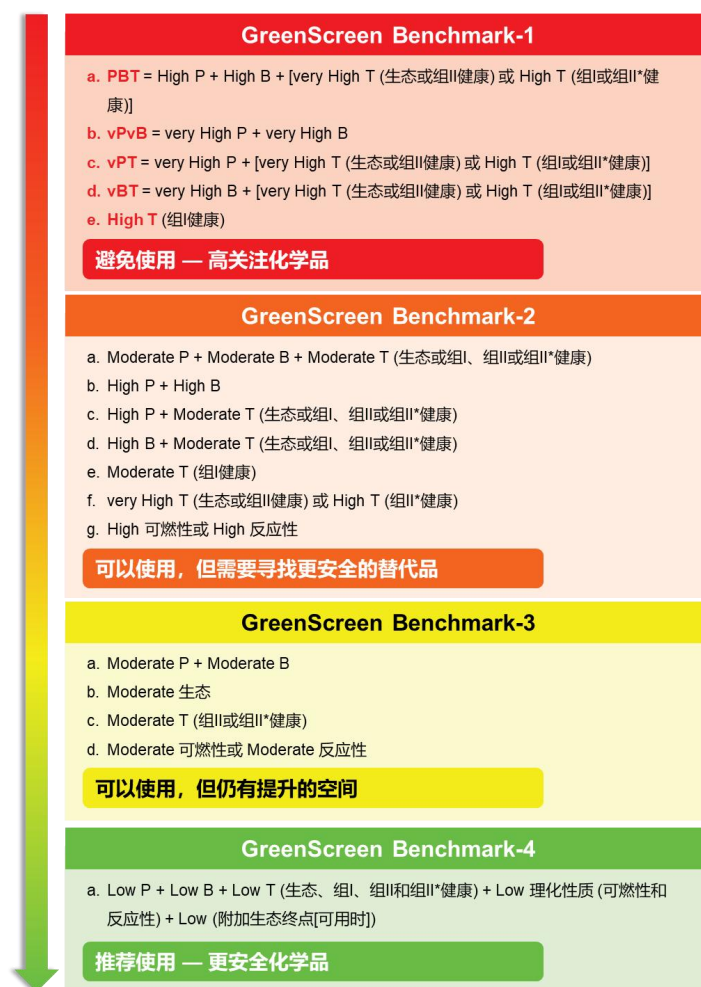 GreenScreen Benchmark-1
a. PBT = High P + High B + [very High T (生态或组II健康) 或 High T (组I或组II*健
康)]
b. vPvB = very High P + very High B
c. vPT = very High P + [very High T (生态或组II健康) 或 High T (组I或组II*健康)]
d. vBT = very High B + [very High T (生态或组II健康) 或 High T (组I或组II*健康)]
e. High T (组I健康)
避免使用 — 高关注化学品
GreenScreen Benchmark-2
a. Moderate P + Moderate B + Moderate T (生态或组I、组II或组II*健康)
b. High P + High B
c. High P + Moderate T (生态或组I、组II或组II*健康)
d. High B + Moderate T (生态或组I、组II或组II*健康)
e. Moderate T (组I健康)
f. very High T (生态或组II健康) 或 High T (组II*健康)
g. High 可燃性或 High 反应性
可以使用，但需要寻找更安全的替代品
GreenScreen Benchmark-3
a. Moderate P + Moderate B
b. Moderate 生态
c. Moderate T (组II或组II*健康)
d. Moderate 可燃性或 Moderate 反应性
可以使用，但仍有提升的空间
GreenScreen Benchmark-4
a. Low P + Low B + Low T (生态、组I、组II和组II*健康) + Low 理化性质 (可燃性和
反应性) + Low (附加生态终点[可用时])
推荐使用 — 更安全化学品